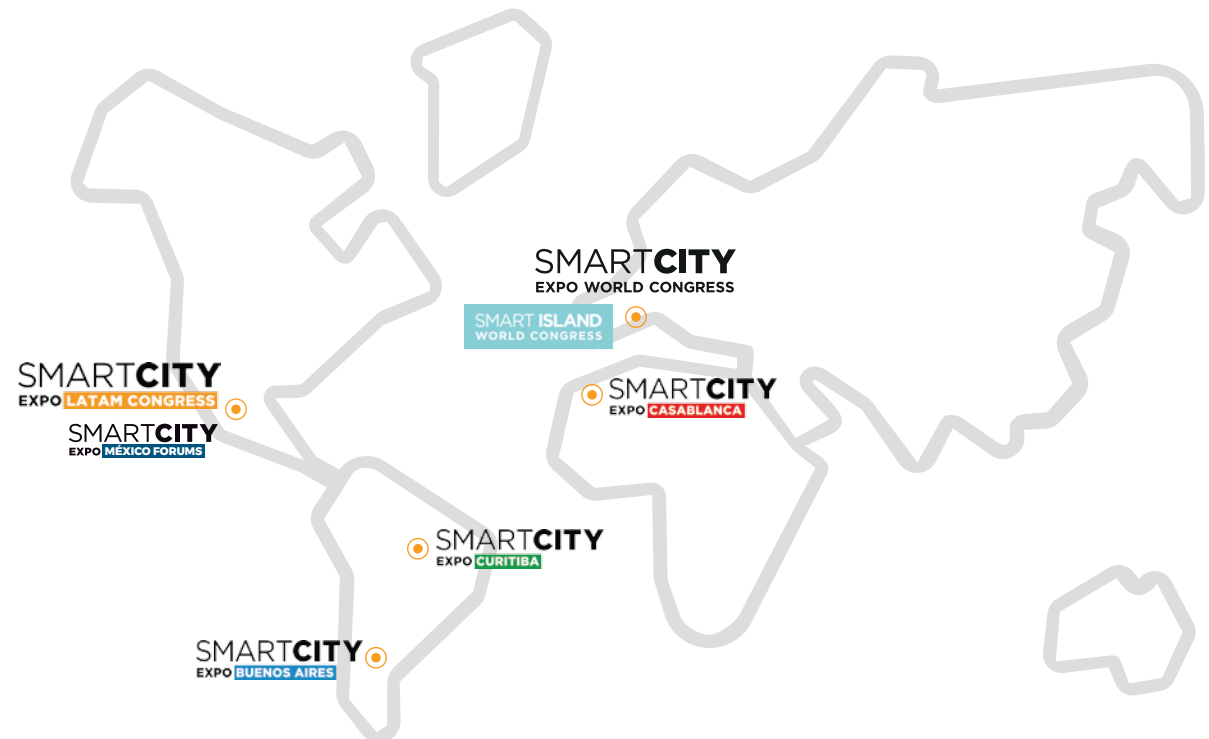 SMARTCITY
EXPO WORLD CONGRESS
SMART ISLAND
WORLD CONGRESS
SMARTCITY
EXPO LATAM CONGRESS
SMARTCITY
EXPO MÉXICO FORUMS
SMARTCITY
EXPO CASABLANCA
SMARTCITY
EXPO CURITIBA
SMARTCITY
EXPO BUENOS AIRES